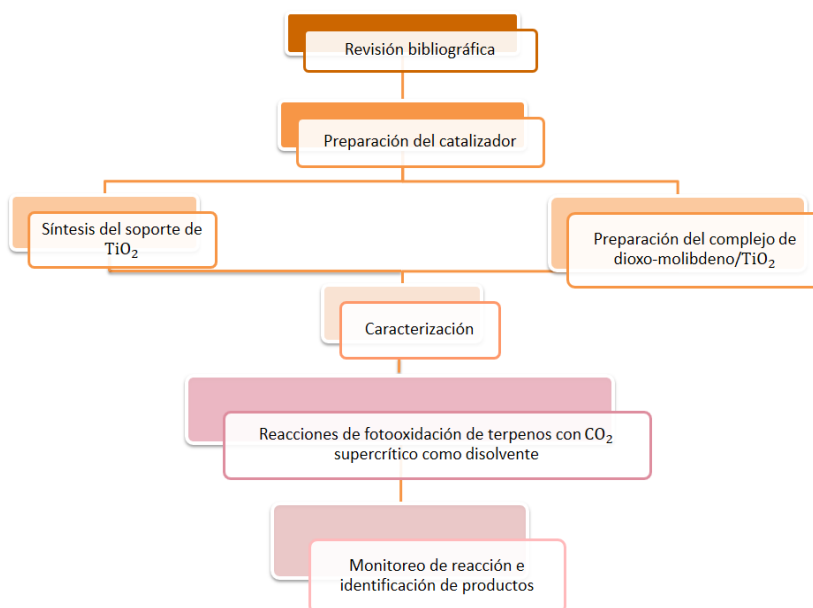 Revisión bibliográfica
Preparación del catalizador
Síntesis del soporte de
TiO₂
Preparación del complejo de
dioxo-molibdeno/TiO₂
Caracterización
Reacciones de fotooxidación de terpenos con CO₂
supercrítico como disolvente
Monitoreo de reacción e
identificación de productos